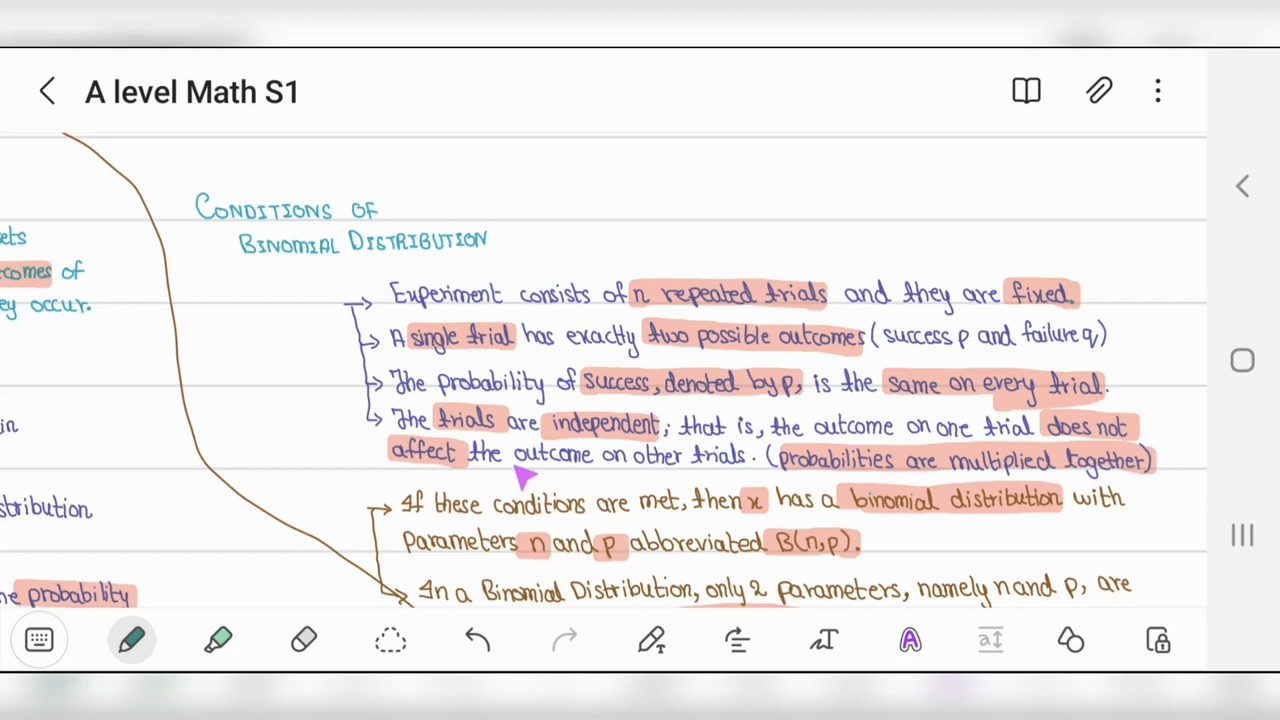 A level Math S1
CONDITIONS OF
BINOMIAL DISTRIBUTION
ets
comes of
ey occur.
in
stribution
ne probability
Experiment consists of n repeated trials and they are fixed.
A single trial has exactly two possible outcomes (success p and failure q)
The probability of success, denoted by p, is the same on every trial.
The trials are independent; that is, the outcome on one trial does not
affect the outcome on other trials. (probabilities are multiplied together)
If these conditions are met, then x has a binomial distribution with
parameters n and p abbreviated B(n,p).
In a Binomial Distribution, only 2 parameters, namely n and p, are